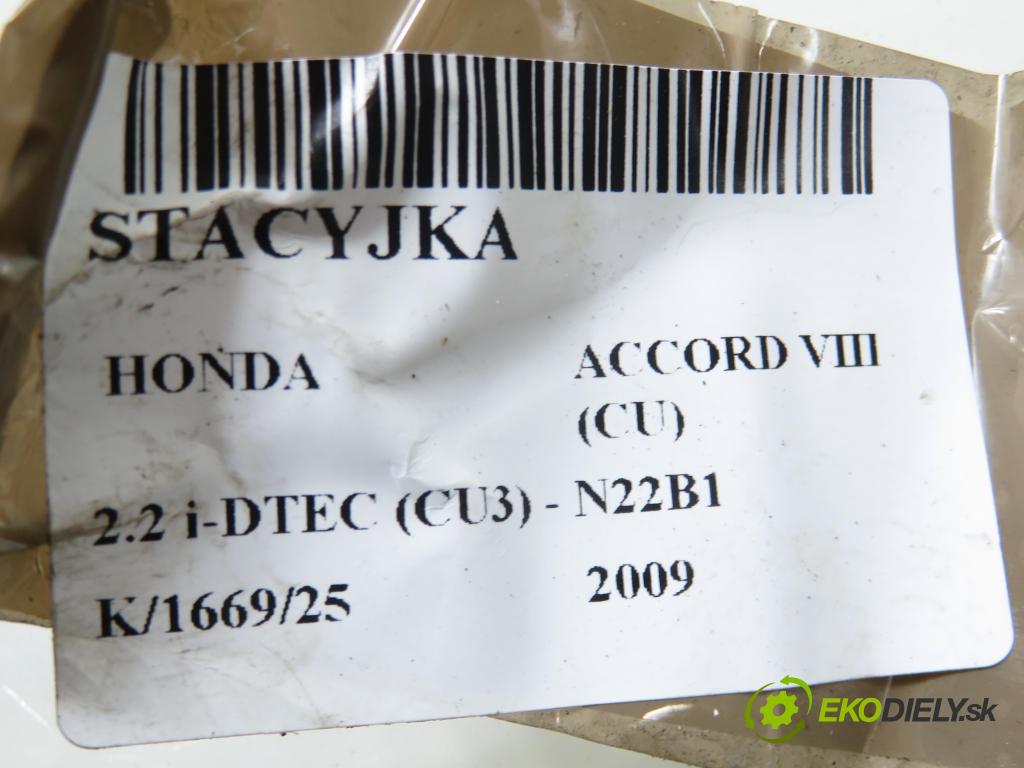 STACYJKA
HONDA ACCORD VIII
(CU)
2.2 i-DTEC (CU3) - N22B1
K/1669/25 2009
EKODIELY.sk